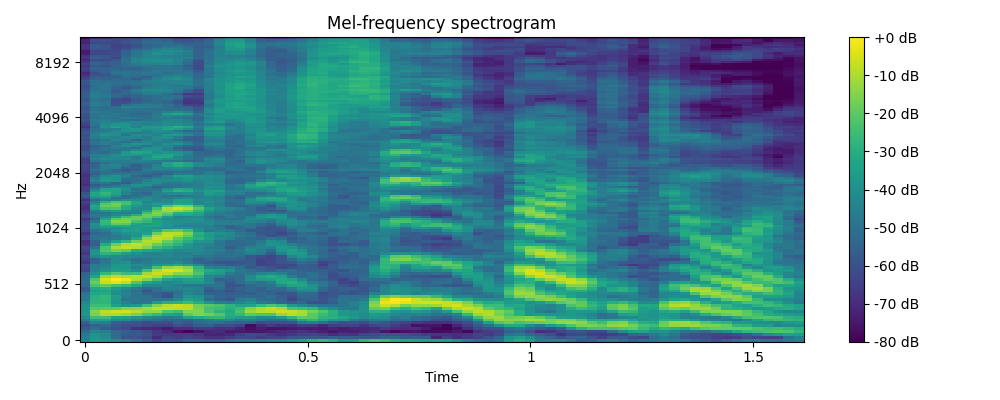 Mel-frequency spectrogram
8192
4096
2048
1024
512
0
Hz
0
0.5
1
1.5
Time
+0 dB
-10 dB
-20 dB
-30 dB
-40 dB
-50 dB
-60 dB
-70 dB
-80 dB